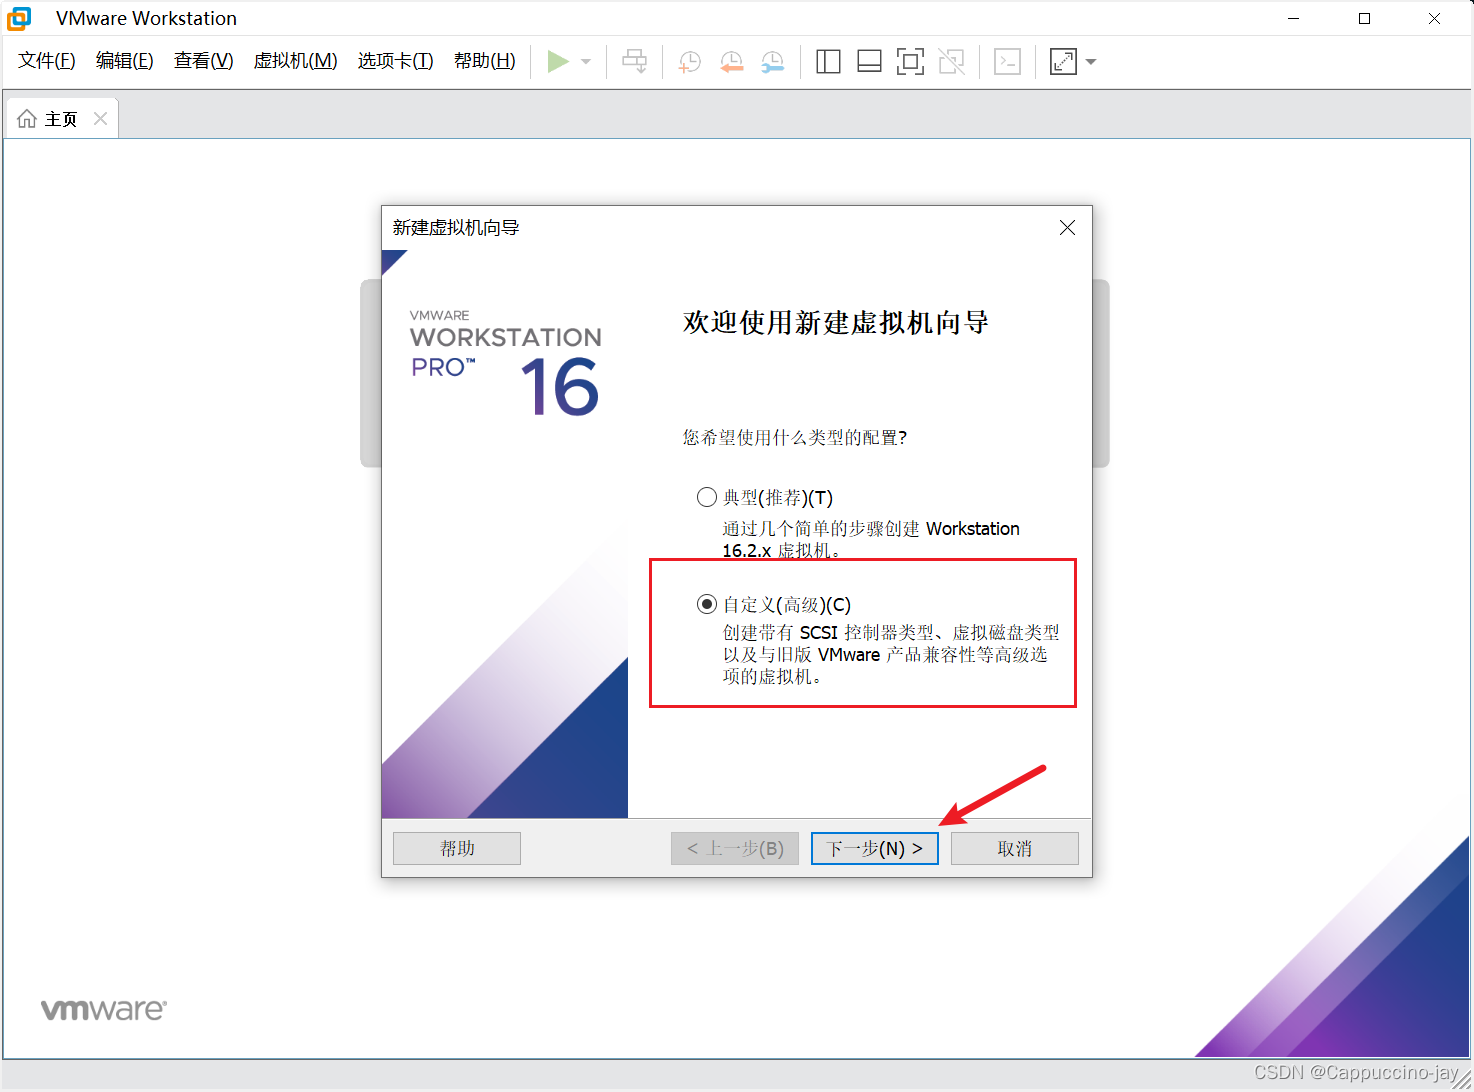 VMware Workstation
文件(F) 编辑(E) 查看(V) 虚拟机(M) 选项卡(T) 帮助(H)
主页
新建虚拟机向导
VMWARE
WORKSTATION
PRO™
16
欢迎使用新建虚拟机向导
您希望使用什么类型的配置?
典型(推荐)(T)
通过几个简单的步骤创建 Workstation
16.2.x 虚拟机。
自定义(高级)(C)
创建带有 SCSI 控制器类型、虚拟磁盘类型
以及与旧版 VMware 产品兼容性等高级选
项的虚拟机。
帮助 < 上一步(B) 下一步(N) > 取消
vmware®
CSDN @Cappuccino-jay